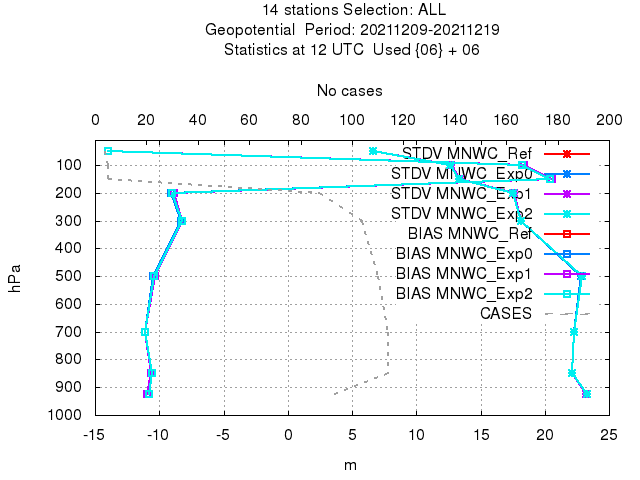 14 stations Selection: ALL
Geopotential  Period: 20211209-20211219
Statistics at 12 UTC  Used {06} + 06
No cases
0 20 40 60 80 100 120 140 160 180 200
STDV MNWC_Ref
STDV MNWC_Exp0
STDV MNWC_Exp1
STDV MNWC_Exp2
BIAS MNWC_Ref
BIAS MNWC_Exp0
BIAS MNWC_Exp1
BIAS MNWC_Exp2
CASES
100
200
300
400
500
600
700
800
900
1000
hPa
-15 -10 -5 0 5 10 15 20 25
m